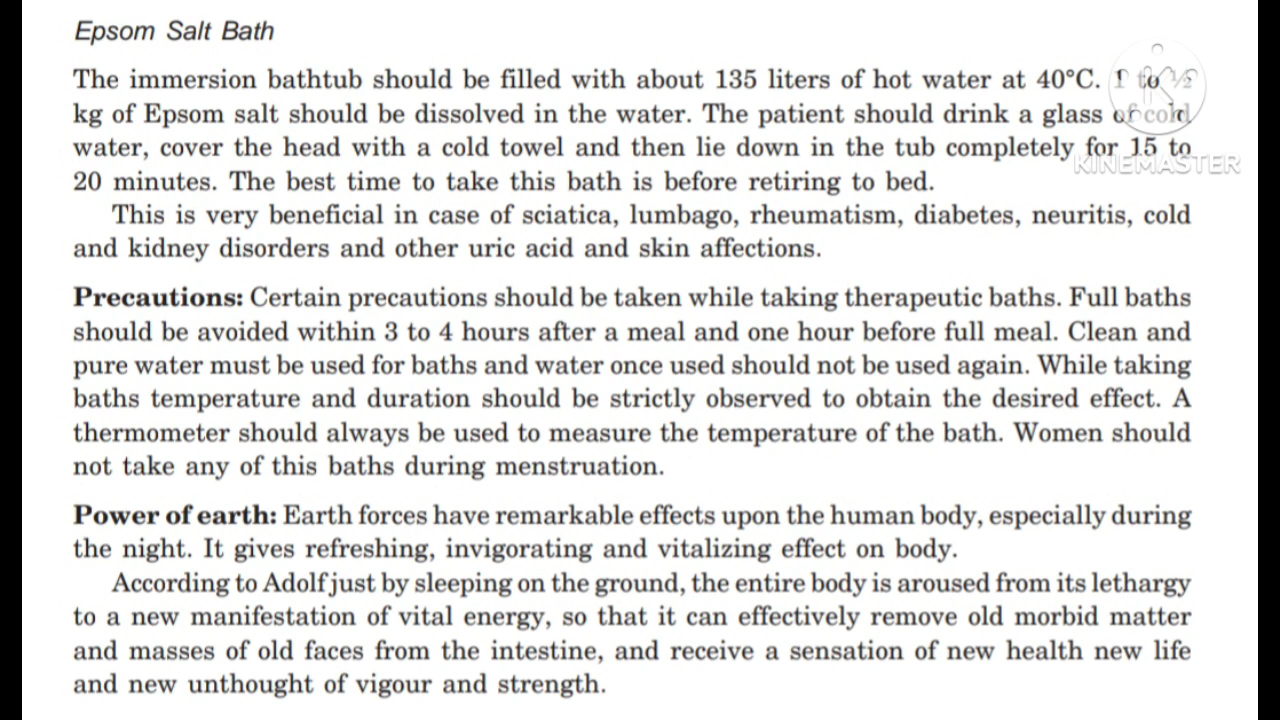 Epsom Salt Bath
The immersion bathtub should be filled with about 135 liters of hot water at 40°C. 1 to
kg of Epsom salt should be dissolved in the water. The patient should drink a glass of cold
water, cover the head with a cold towel and then lie down in the tub completely for 15 to
KINEMASTER
20 minutes. The best time to take this bath is before retiring to bed.
This is very beneficial in case of sciatica, lumbago, rheumatism, diabetes, neuritis, cold
and kidney disorders and other uric acid and skin affections.
Precautions: Certain precautions should be taken while taking therapeutic baths. Full baths
should be avoided within 3 to 4 hours after a meal and one hour before full meal. Clean and
pure water must be used for baths and water once used should not be used again. While taking
baths temperature and duration should be strictly observed to obtain the desired effect. A
thermometer should always be used to measure the temperature of the bath. Women should
not take any of this baths during menstruation.
Power of earth: Earth forces have remarkable effects upon the human body, especially during
the night. It gives refreshing, invigorating and vitalizing effect on body.
According to Adolf just by sleeping on the ground, the entire body is aroused from its lethargy
to a new manifestation of vital energy, so that it can effectively remove old morbid matter
and masses of old faces from the intestine, and receive a sensation of new health new life
and new unthought of vigour and strength.